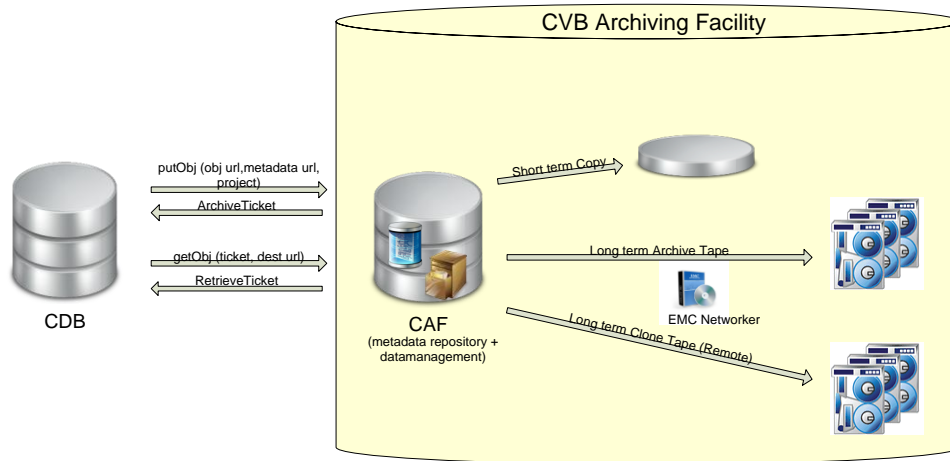 CVB Archiving Facility
putObj (obj url,metadata url,
project)
ArchiveTicket
getObj (ticket, dest url)
RetrieveTicket
CDB
CAF
(metadata repository +
datamanagement)
Short term Copy
Long term Archive Tape
EMC Networker
Long term Clone Tape (Remote)